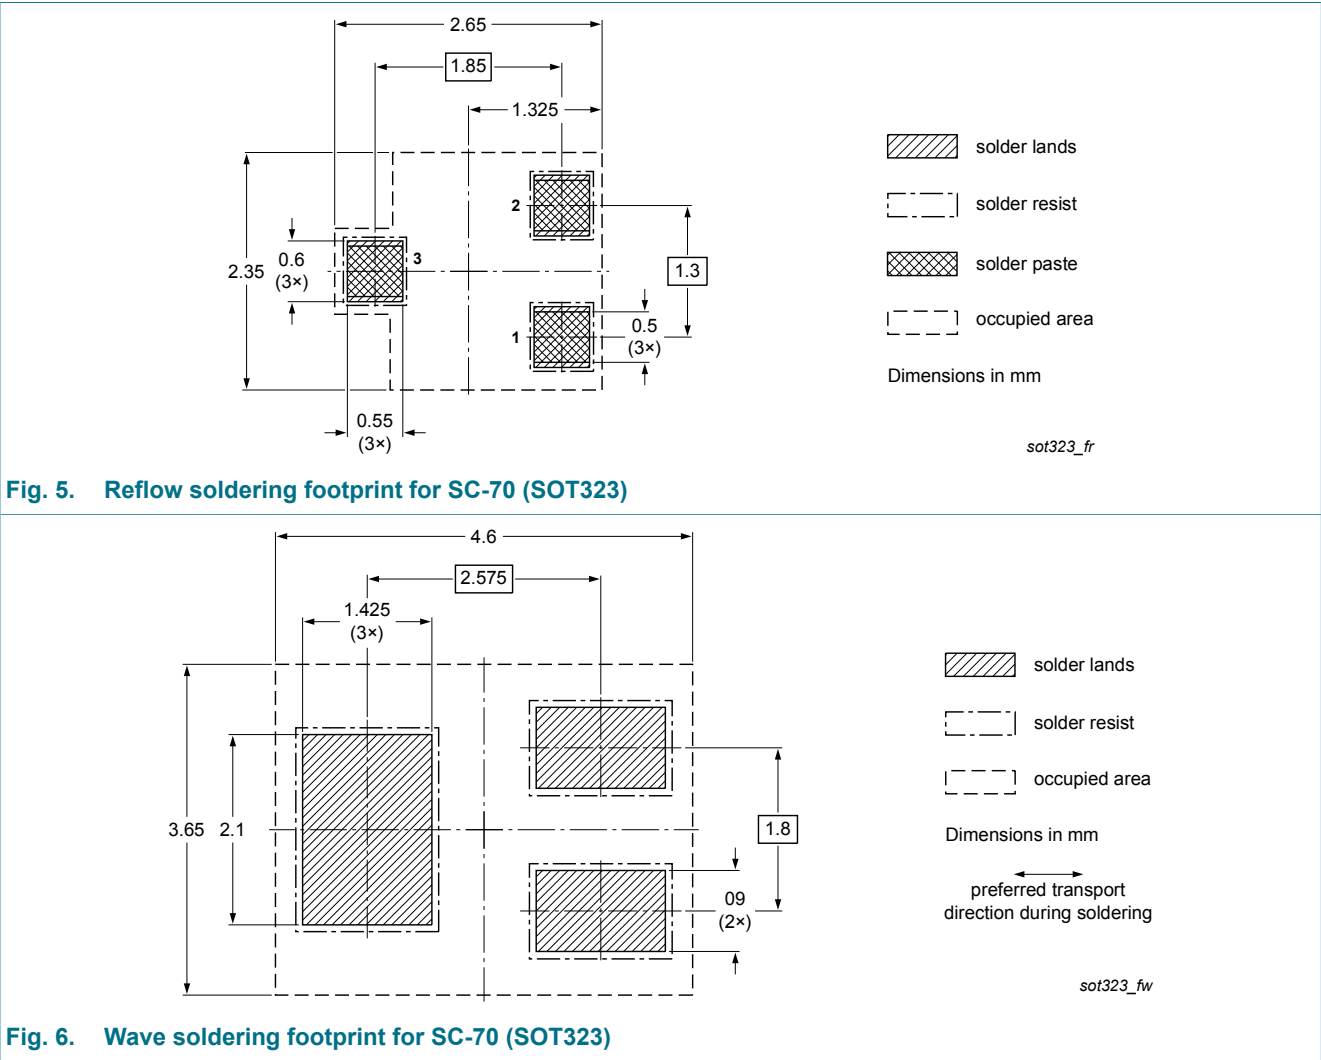 2.65
1.85
1.325
2
3
0.6
(3×)
2.35
1.3
1
0.5
(3×)
0.55
(3×)
solder lands
solder resist
solder paste
occupied area
Dimensions in mm
sot323_fr
Fig. 5. Reflow soldering footprint for SC-70 (SOT323)
4.6
2.575
1.425
(3×)
3.65
2.1
1.8
09
(2×)
solder lands
solder resist
occupied area
Dimensions in mm
preferred transport
direction during soldering
sot323_fw
Fig. 6. Wave soldering footprint for SC-70 (SOT323)